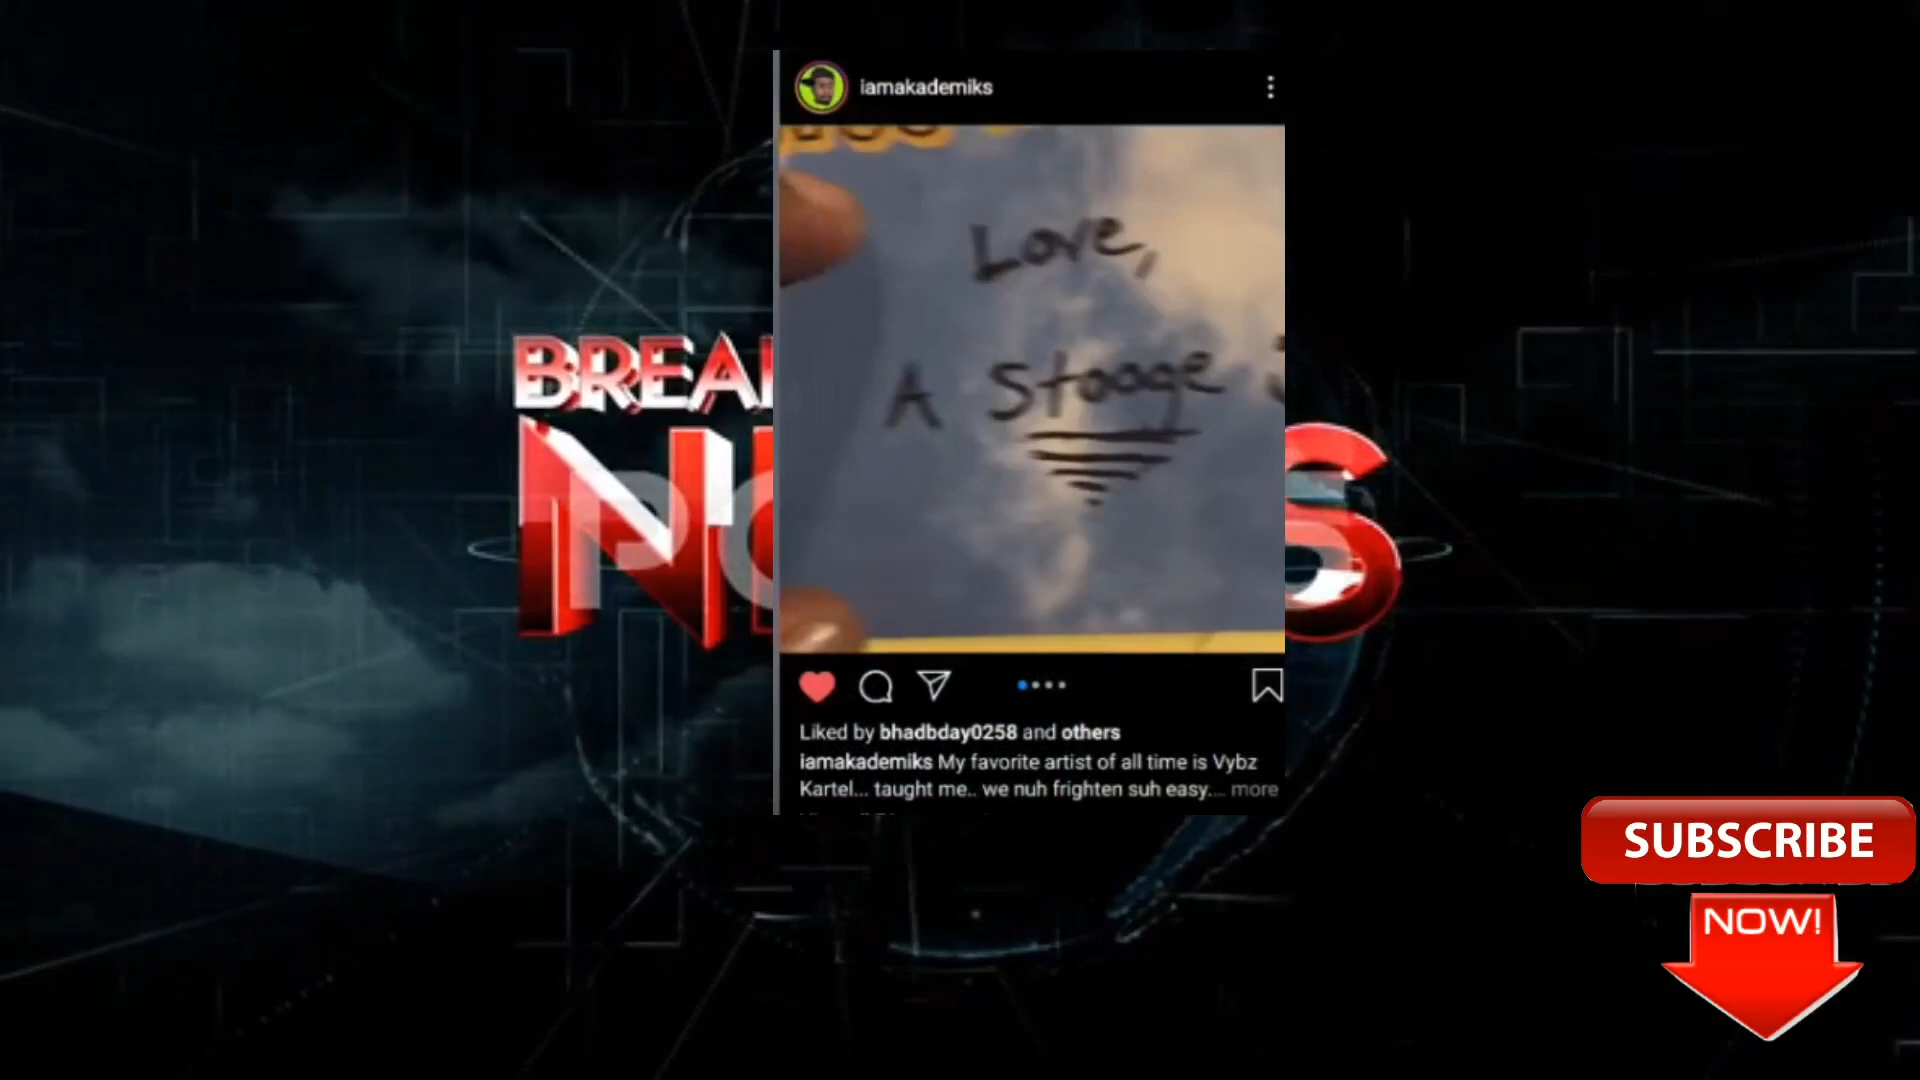 iamakademiks
Love,
A Stooge
BREA
N
S
Liked by bhadbday0258 and others
iamakademiks My favorite artist of all time is Vybz
Kartel... taught me.. we nuh frighten suh easy.... more
SUBSCRIBE
NOW!